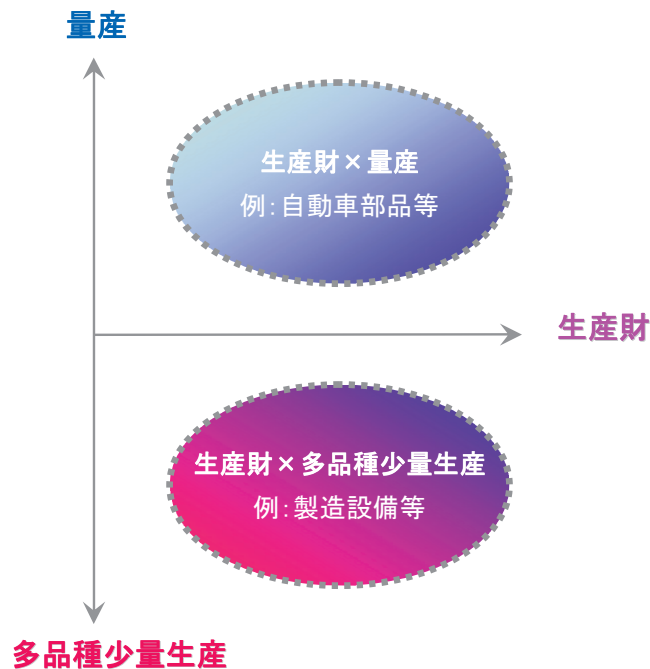 量産
生産財×量産
例：自動車部品等
生産財
生産財×多品種少量生産
例：製造設備等
多品種少量生産